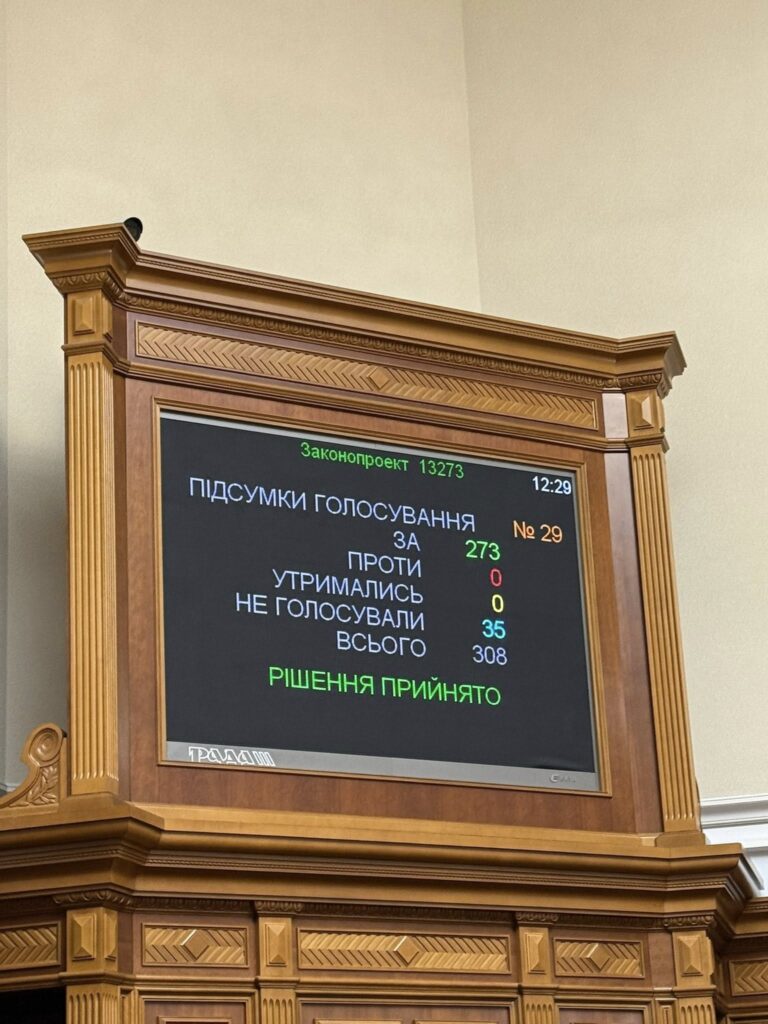 Законопроект 13273
12:29
ПІДСУМКИ ГОЛОСУВАННЯ
№ 29
ЗА 273
ПРОТИ 0
УТРИМАЛИСЬ 0
НЕ ГОЛОСУВАЛИ 35
ВСЬОГО 308
РІШЕННЯ ПРИЙНЯТО
РАДА III